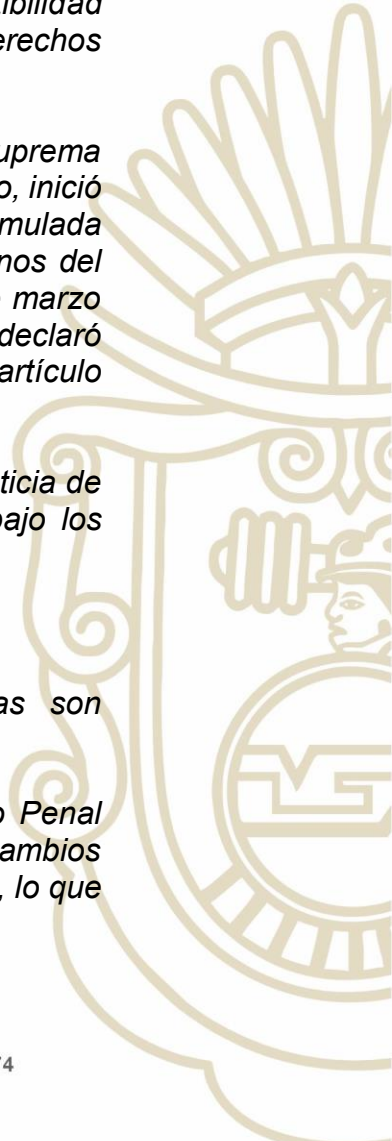 ibilidad
erechos
uprema
o, inició
mulada
nos del
marzo
declaró
artículo
ticia de
bajo los
as son
o Penal
ambios
, lo que
74